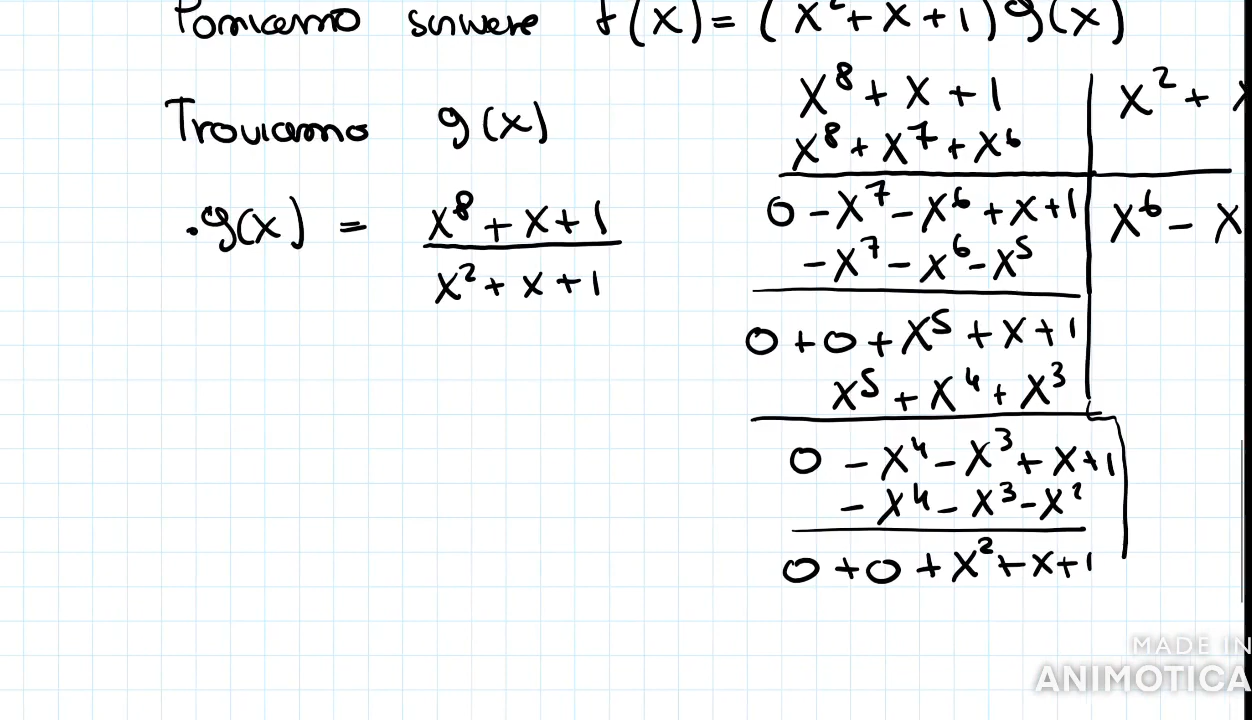 Possiamo scrivere f(x) = (x² + x + 1) g(x)
Troviamo g(x)
. g(x) = x⁸ + x + 1 / x² + x + 1
x⁸ + x + 1 | x² + x
x⁸ + x⁷ + x⁶
0 - x⁷ - x⁶ + x + 1 | x⁶ - x
- x⁷ - x⁶ - x⁵
0 + 0 + x⁵ + x + 1
x⁵ + x⁴ + x³
0 - x⁴ - x³ + x + 1
- x⁴ - x³ - x²
0 + 0 + x² + x + 1
MADE IN
ANIMOTICA